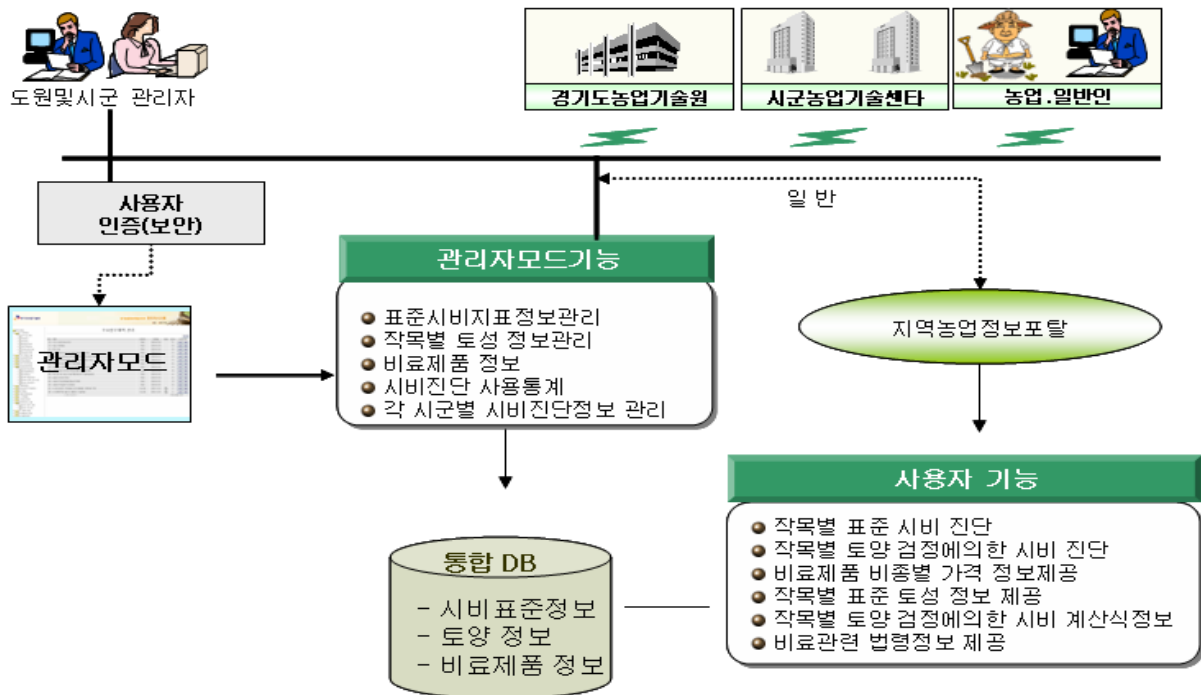 도원및시군 관리자
경기도농업기술원
시군농업기술센타
농업.일반인
사용자
인증(보안)
일 반
관리자모드기능
표준시비지표정보관리
작목별 토성 정보관리
비료제품 정보
시비진단 사용통계
각 시군별 시비진단정보 관리
관리자모드
지역농업정보포탈
사용자 기능
작목별 표준 시비 진단
작목별 토양 검정에의한 시비 진단
비료제품 비종별 가격 정보제공
작목별 표준 토성 정보 제공
작목별 토양 검정에의한 시비 계산식정보
비료관련 법령정보 제공
통합 DB
- 시비표준정보
- 토양 정보
- 비료제품 정보